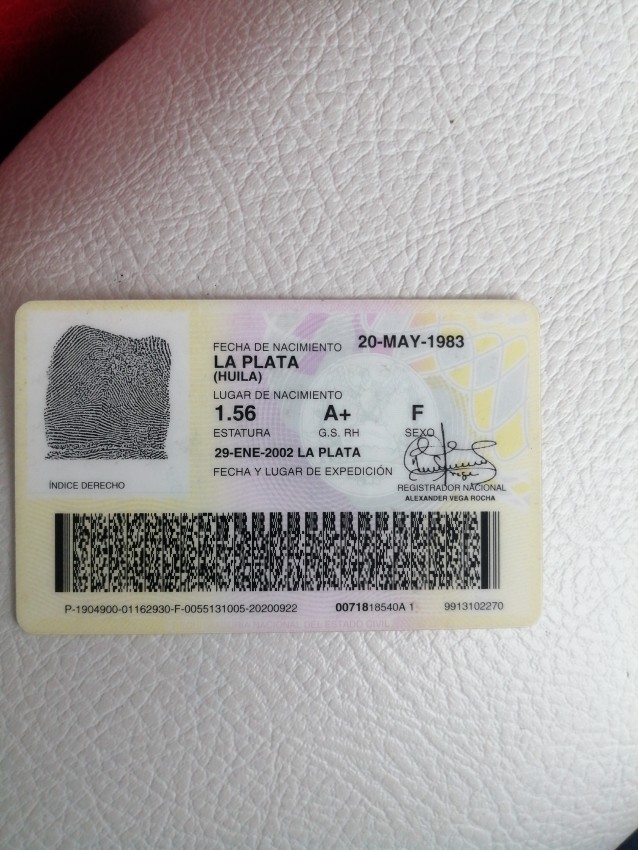 FECHA DE NACIMIENTO 20-MAY-1983
LA PLATA
(HUILA)
LUGAR DE NACIMIENTO
1.56 A+ F
ESTATURA G.S. RH SEXO
29-ENE-2002 LA PLATA
FECHA Y LUGAR DE EXPEDICIÓN
REGISTRADOR NACIONAL
ALEXANDER VEGA ROCHA
ÍNDICE DERECHO
P-1904900-01162930-F-0055131005-20200922 0071818540A 1 9913102270